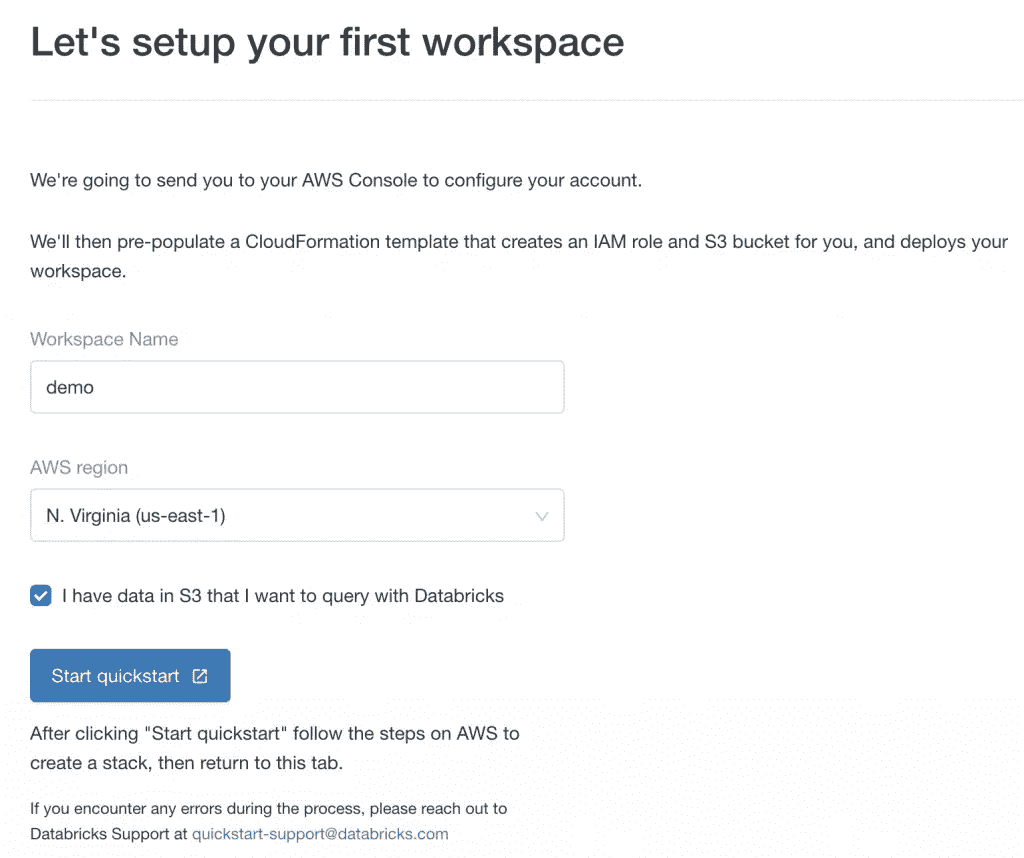 Let's setup your first workspace
We're going to send you to your AWS Console to configure your account.
We'll then pre-populate a CloudFormation template that creates an IAM role and S3 bucket for you, and deploys your
workspace.
Workspace Name
demo
AWS region
N. Virginia (us-east-1)
I have data in S3 that I want to query with Databricks
Start quickstart
After clicking "Start quickstart" follow the steps on AWS to
create a stack, then return to this tab.
If you encounter any errors during the process, please reach out to
Databricks Support at quickstart-support@databricks.com